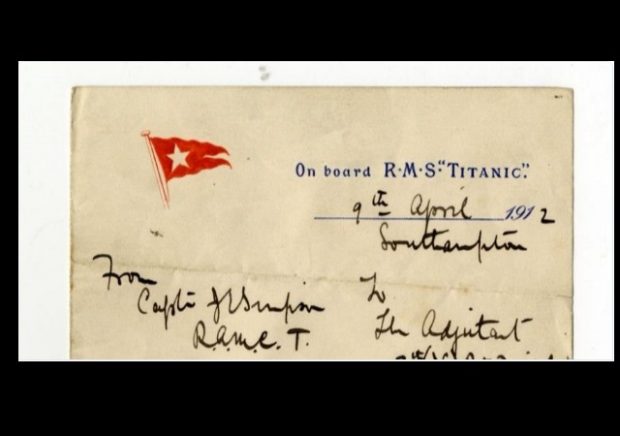 On board R·M·S· "TITANIC".
9th April 1912
Southampton
From
Captn J E Simpson
R.A.M.C. T.
To
The Adjutant